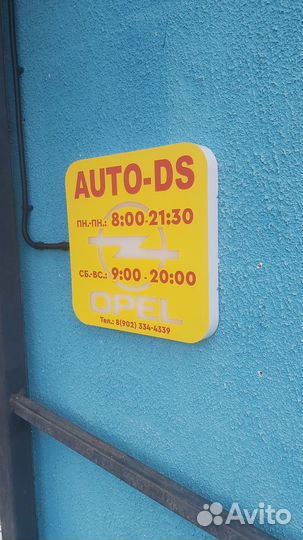 AUTO-DS
ПН.-ПН.: 8:00-21:30
СБ.-ВС.: 9:00 - 20:00
OPEL
Тел.: 8(902) 334-4339
Avito